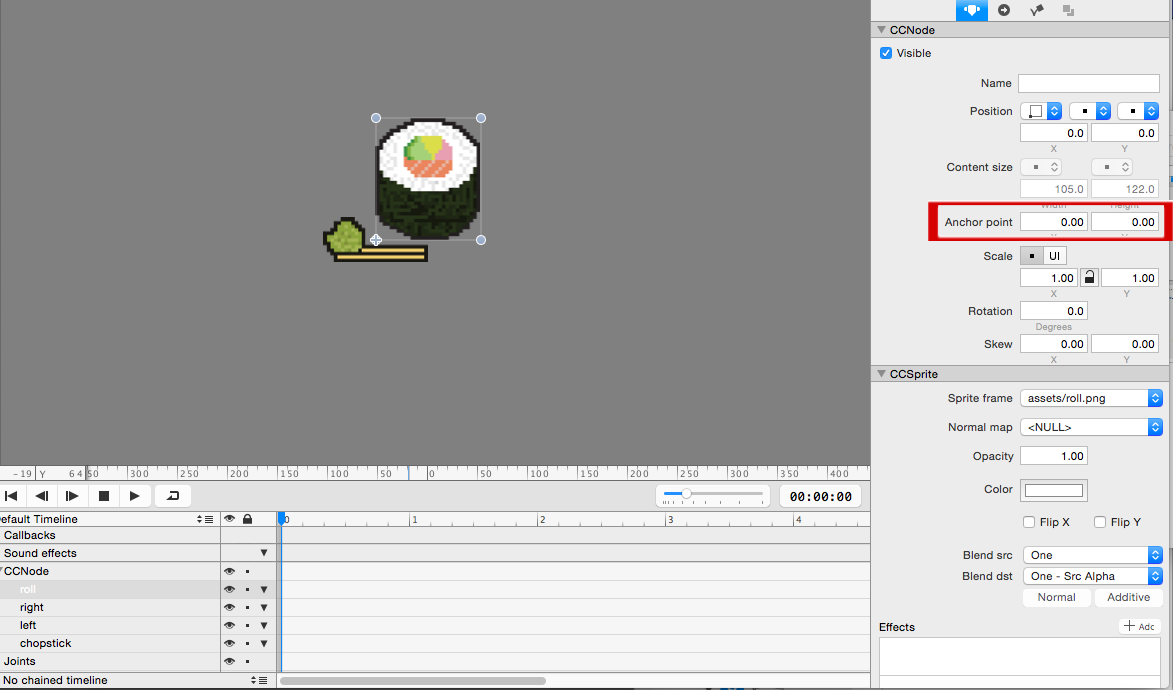 CCNode
Visible
Name
Position
0.0 0.0
X Y
Content size
105.0 122.0
Width Height
Anchor point 0.00 0.00
Scale UI
1.00 1.00
X Y
Rotation 0.0
Degrees
Skew 0.00 0.00
X Y
CCSprite
Sprite frame assets/roll.png
Normal map <NULL>
Opacity 1.00
Color
Flip X Flip Y
Blend src One
Blend dst One - Src Alpha
Normal Additive
Effects Add
-19 Y 64 50 300 250 200 150 100 50 0 50 100 150 200 250 300 350 400
00:00:00
efault Timeline 0 1 2 3 4
Callbacks
Sound effects
CCNode
roll
right
left
chopstick
Joints
No chained timeline